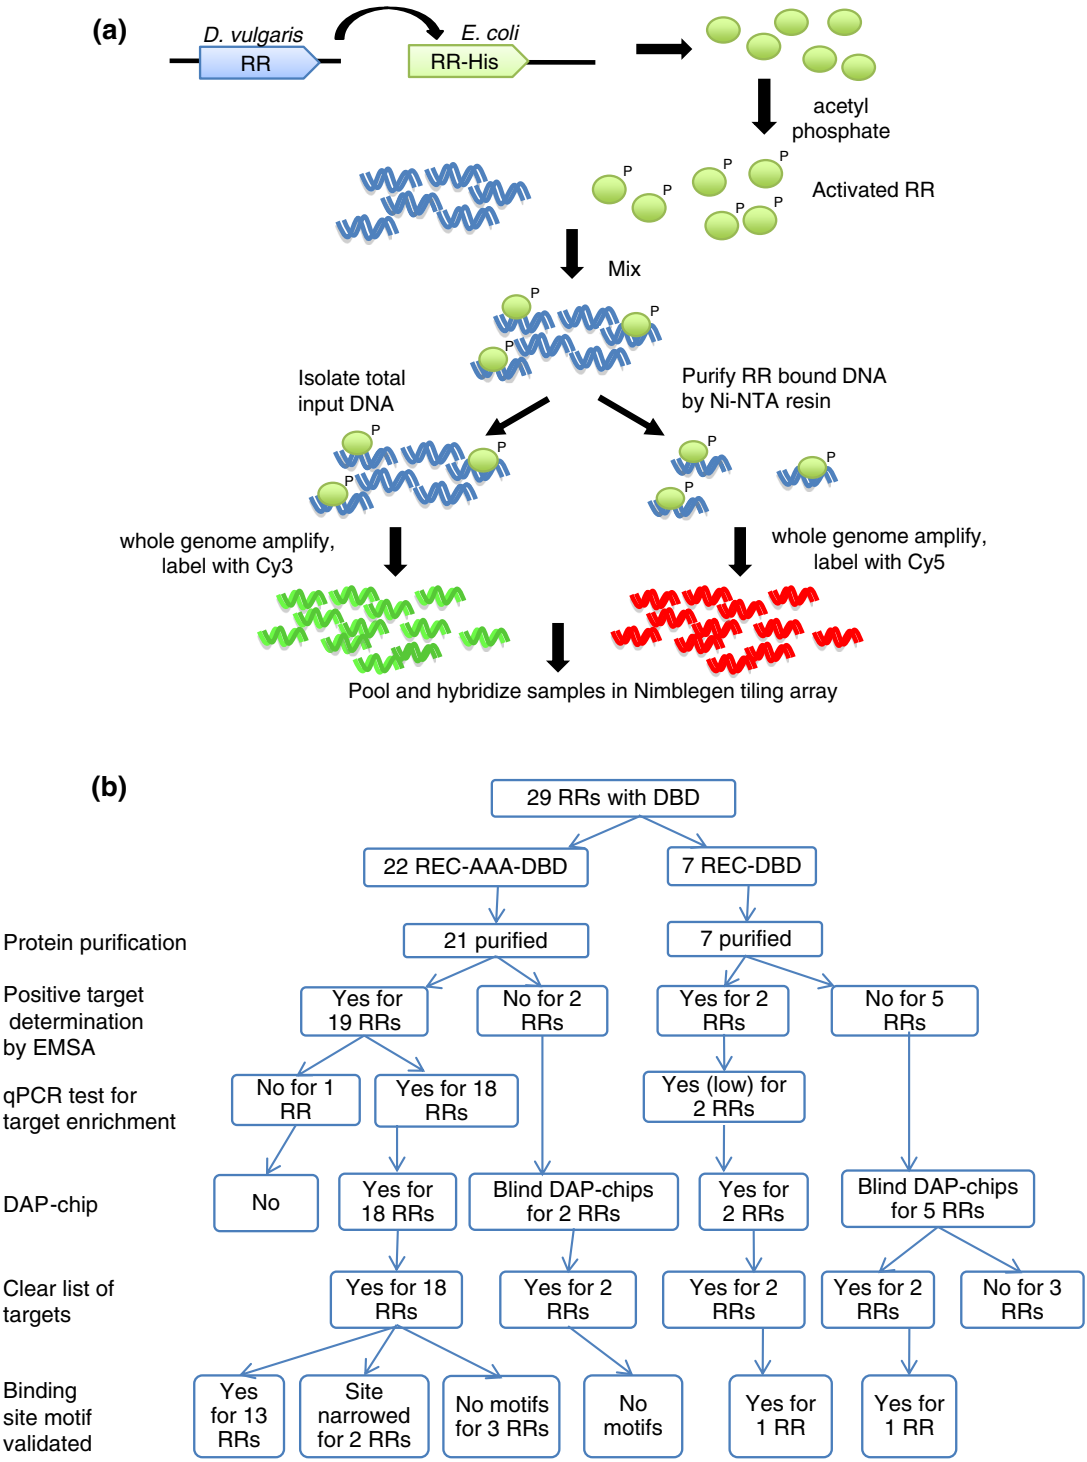 (a)
D. vulgaris
E. coli
RR
RR-His
acetyl
phosphate
P
P
P
P
P
P
Activated RR
Mix
P
P
P
Isolate total
input DNA
Purify RR bound DNA
by Ni-NTA resin
P
P
P
P
P
P
whole genome amplify,
label with Cy3
whole genome amplify,
label with Cy5
Pool and hybridize samples in Nimblegen tiling array
(b)
29 RRs with DBD
22 REC-AAA-DBD
7 REC-DBD
Protein purification
21 purified
7 purified
Positive target
determination
by EMSA
Yes for
19 RRs
No for 2
RRs
Yes for 2
RRs
No for 5
RRs
qPCR test for
target enrichment
No for 1
RR
Yes for 18
RRs
Yes (low) for
2 RRs
DAP-chip
No
Yes for
18 RRs
Blind DAP-chips
for 2 RRs
Yes for
2 RRs
Blind DAP-chips
for 5 RRs
Clear list of
targets
Yes for 18
RRs
Yes for 2
RRs
Yes for 2
RRs
Yes for 2
RRs
No for 3
RRs
Binding
site motif
validated
Yes
for 13
RRs
Site
narrowed
for 2 RRs
No motifs
for 3 RRs
No
motifs
Yes for
1 RR
Yes for
1 RR